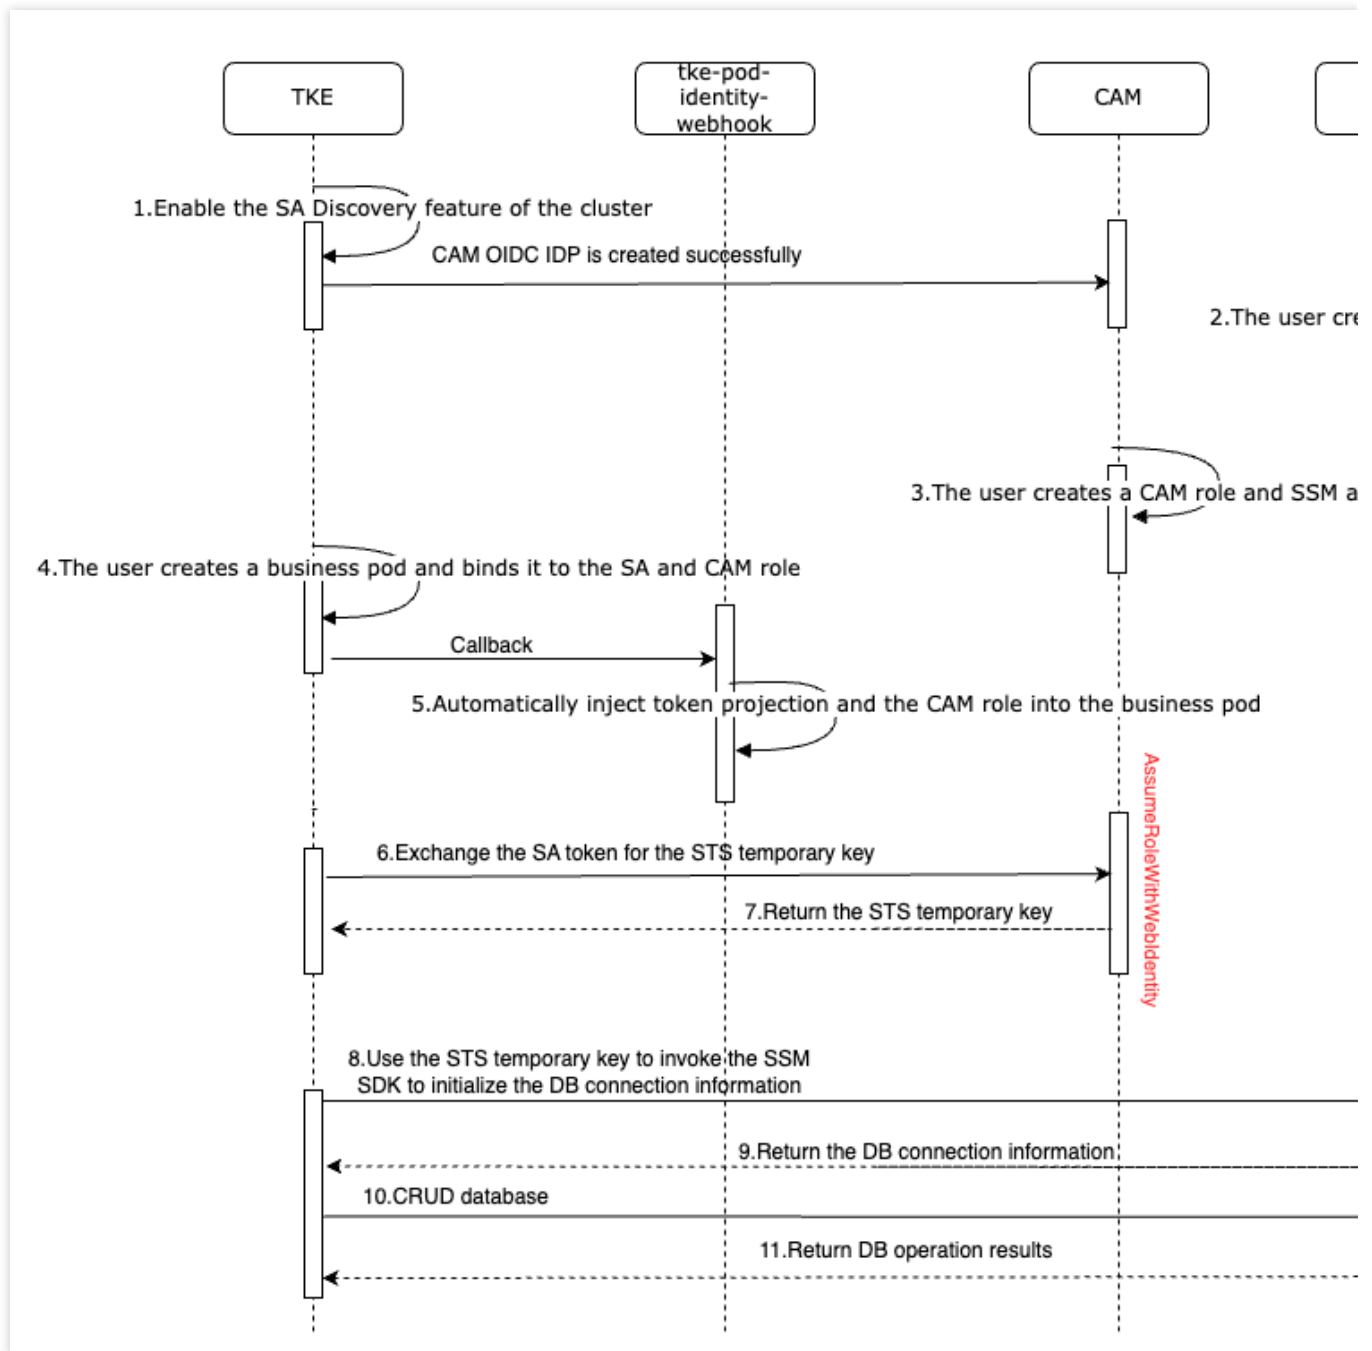 TKE
tke-pod-
identity-
webhook
CAM
1.Enable the SA Discovery feature of the cluster
CAM OIDC IDP is created successfully
2.The user cre
3.The user creates a CAM role and SSM a
4.The user creates a business pod and binds it to the SA and CAM role
Callback
5.Automatically inject token projection and the CAM role into the business pod
AssumeRoleWithWebIdentity
6.Exchange the SA token for the STS temporary key
7.Return the STS temporary key
8.Use the STS temporary key to invoke the SSM
SDK to initialize the DB connection information
9.Return the DB connection information
10.CRUD database
11.Return DB operation results